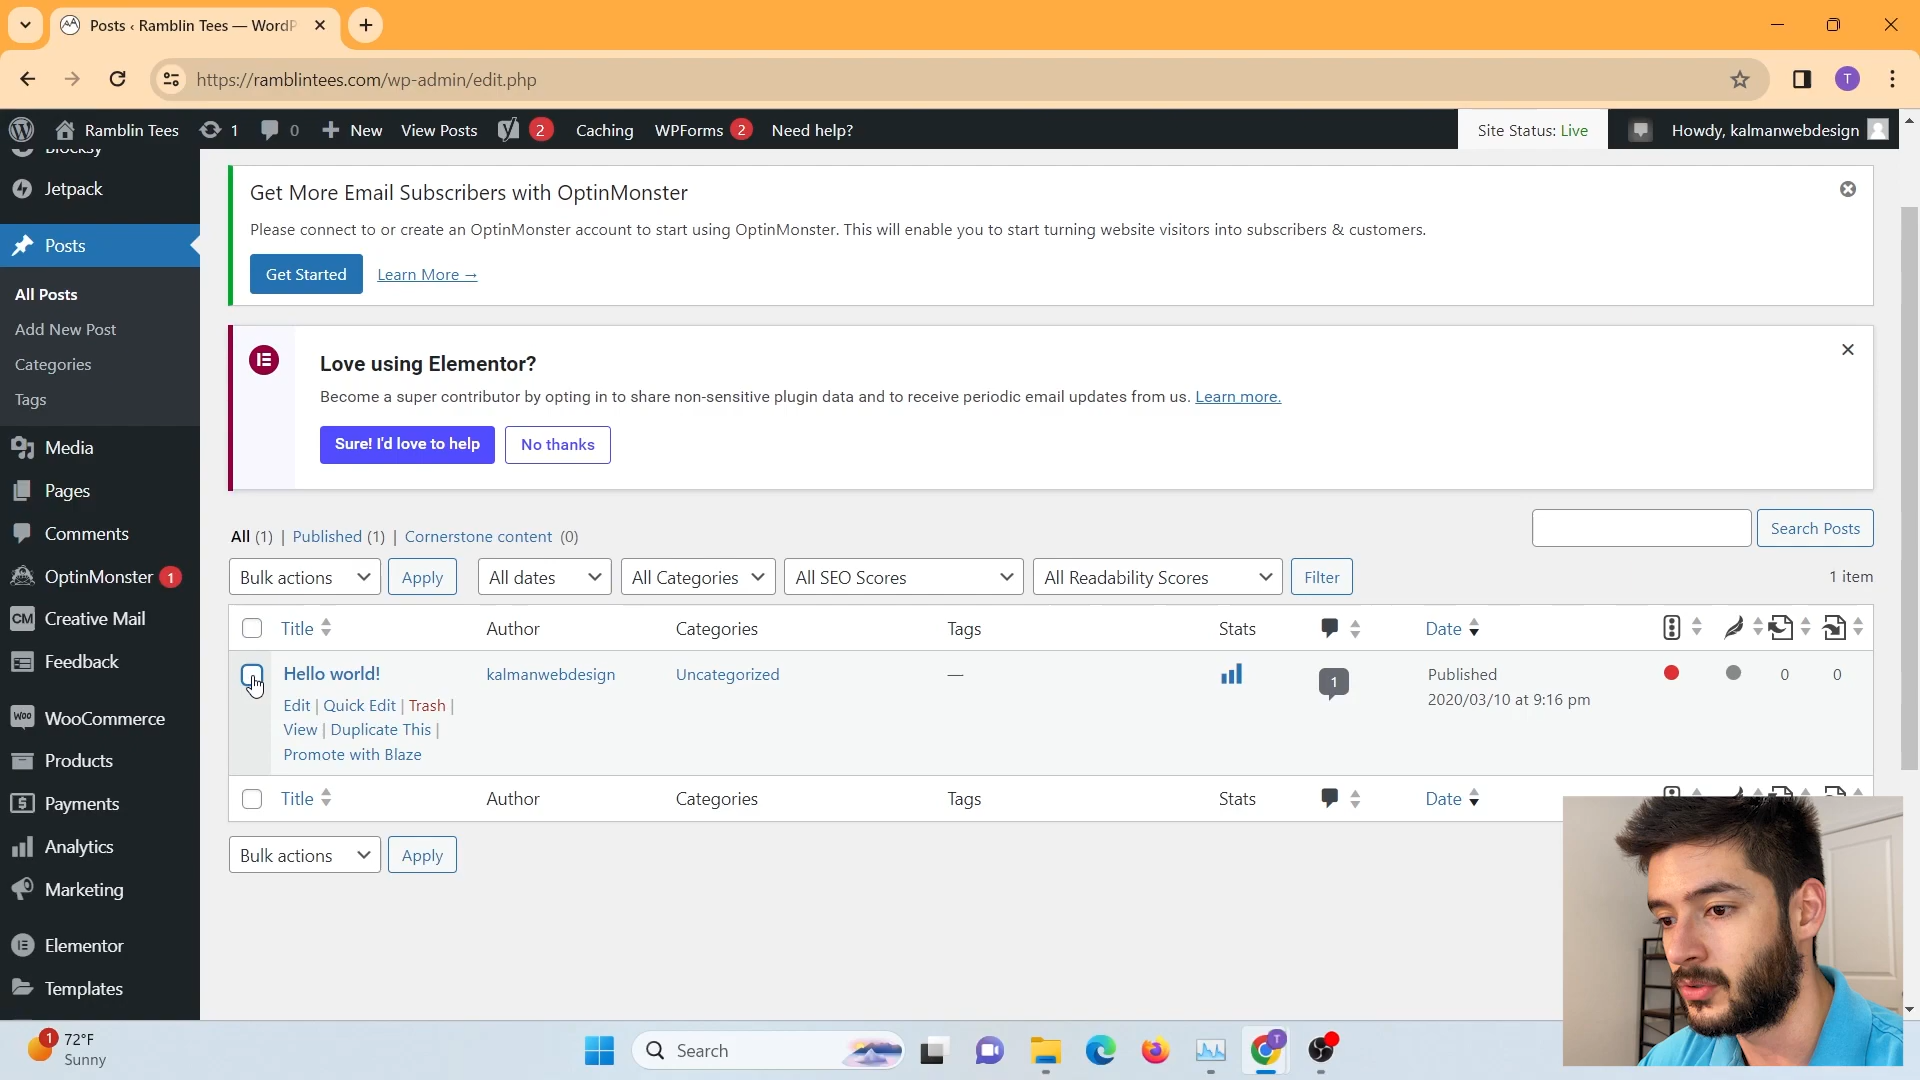 Posts ‹ Ramblin Tees — WordP
https://ramblintees.com/wp-admin/edit.php
Ramblin Tees
1
0
New
View Posts
2
Caching
WPForms 2
Need help?
Site Status: Live
Howdy, kalmanwebdesign
Blocksy
Jetpack
Posts
All Posts
Add New Post
Categories
Tags
Media
Pages
Comments
OptinMonster 1
CM Creative Mail
Feedback
Woo WooCommerce
Products
Payments
Analytics
Marketing
Elementor
Templates
Get More Email Subscribers with OptinMonster
Please connect to or create an OptinMonster account to start using OptinMonster. This will enable you to start turning website visitors into subscribers & customers.
Get Started
Learn More →
Love using Elementor?
Become a super contributor by opting in to share non-sensitive plugin data and to receive periodic email updates from us. Learn more.
Sure! I'd love to help
No thanks
All (1) | Published (1) | Cornerstone content (0)
Search Posts
Bulk actions
Apply
All dates
All Categories
All SEO Scores
All Readability Scores
Filter
1 item
Title
Author
Categories
Tags
Stats
Date
Hello world!
kalmanwebdesign
Uncategorized
—
1
Published
2020/03/10 at 9:16 pm
0
0
Edit | Quick Edit | Trash |
View | Duplicate This |
Promote with Blaze
Title
Author
Categories
Tags
Stats
Date
Bulk actions
Apply
1
72°F
Sunny
Search
T
T